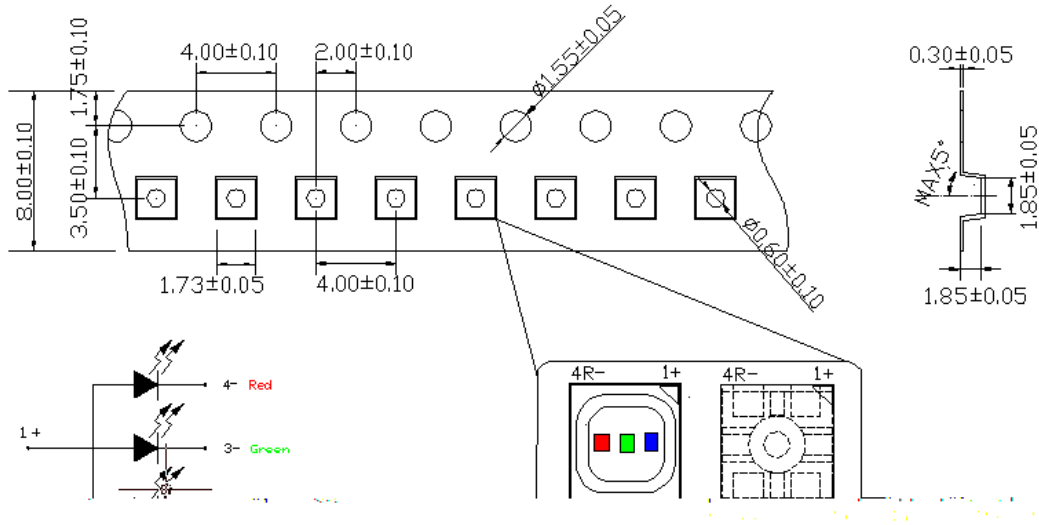 4.00±0.10
2.00±0.10
Ø1.55±0.05
0.30±0.05
1.75±0.10
8.00±0.10
3.50±0.10
MAX5°
1.85±0.05
Ø0.60±0.10
1.73±0.05
4.00±0.10
1.85±0.05
4R- 1+
4R- 1+
4- Red
1+
3- Green